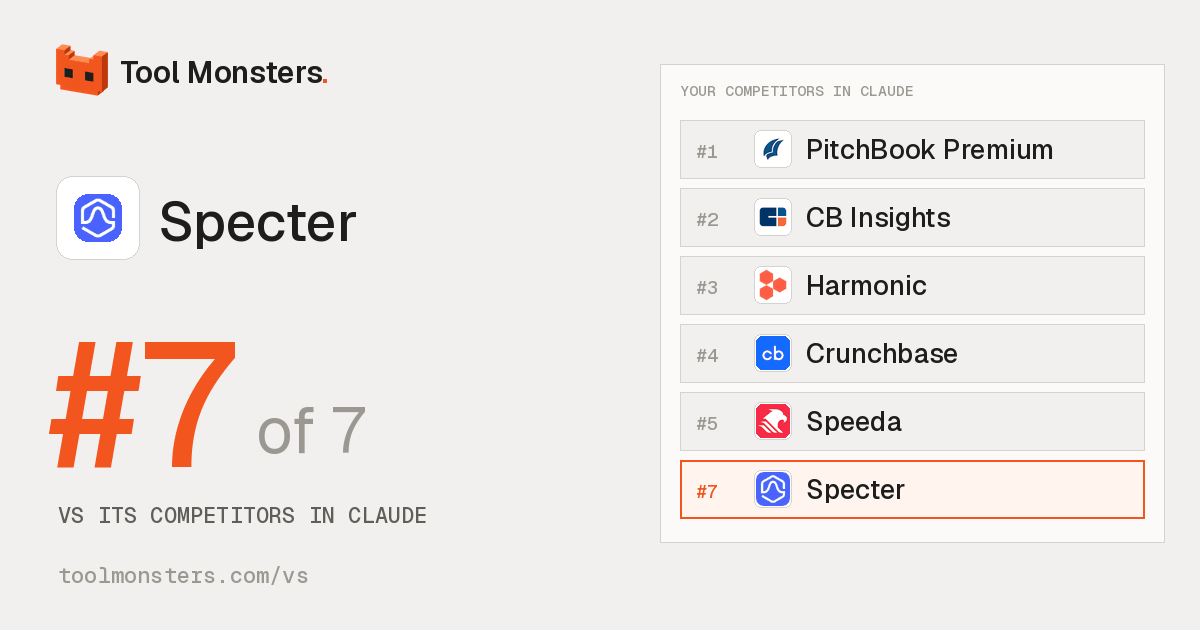 Tool Monsters.
Specter
#7 of 7
VS ITS COMPETITORS IN CLAUDE
toolmonsters.com/vs
YOUR COMPETITORS IN CLAUDE
#1 PitchBook Premium
#2 CB Insights
#3 Harmonic
#4 cb Crunchbase
#5 Speeda
#7 Specter